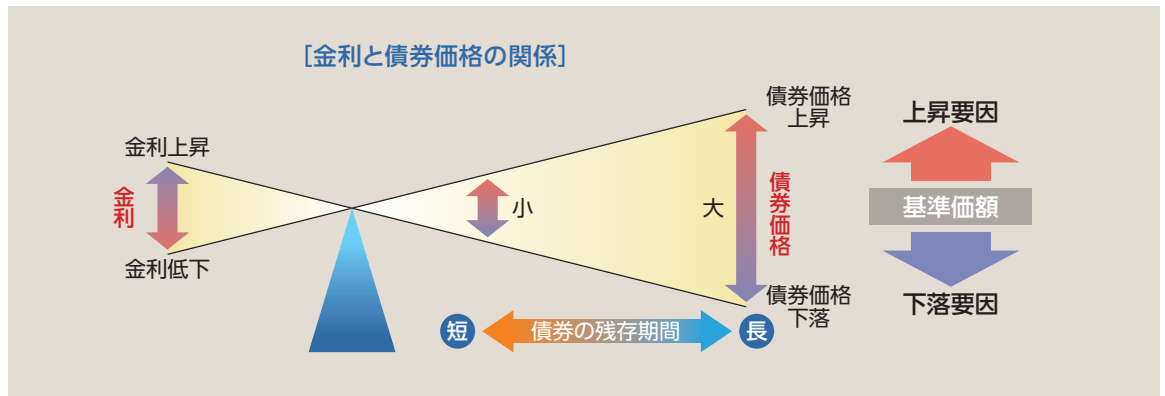 [金利と債券価格の関係]
金利上昇
金利
金利低下
小
大
債券価格
上昇
債券価格
債券価格
下落
短
債券の残存期間
長
上昇要因
基準価額
下落要因